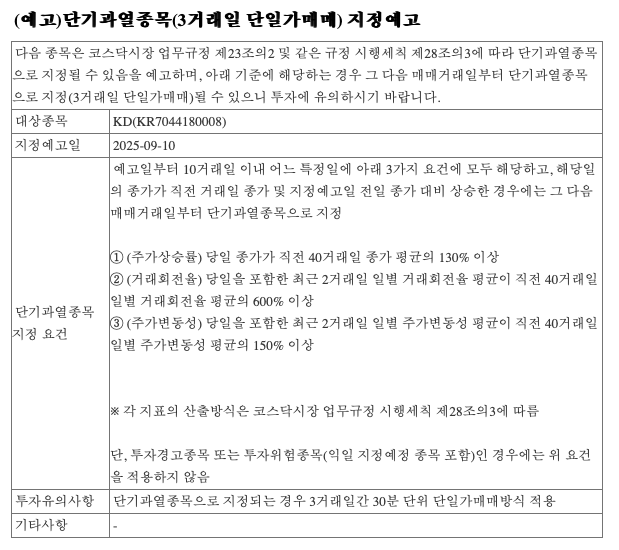 (예고)단기과열종목(3거래일 단일가매매) 지정예고
다음 종목은 코스닥시장 업무규정 제23조의2 및 같은 규정 시행세칙 제28조의3에 따라 단기과열종목
으로 지정될 수 있음을 예고하며, 아래 기준에 해당하는 경우 그 다음 매매거래일부터 단기과열종목
으로 지정(3거래일 단일가매매)될 수 있으니 투자에 유의하시기 바랍니다.
대상종목 KD(KR7044180008)
지정예고일 2025-09-10
단기과열종목
지정 요건
예고일부터 10거래일 이내 어느 특정일에 아래 3가지 요건에 모두 해당하고, 해당일
의 종가가 직전 거래일 종가 및 지정예고일 전일 종가 대비 상승한 경우에는 그 다음
매매거래일부터 단기과열종목으로 지정
① (주가상승률) 당일 종가가 직전 40거래일 종가 평균의 130% 이상
② (거래회전율) 당일을 포함한 최근 2거래일 일별 거래회전율 평균이 직전 40거래일
일별 거래회전율 평균의 600% 이상
③ (주가변동성) 당일을 포함한 최근 2거래일 일별 주가변동성 평균이 직전 40거래일
일별 주가변동성 평균의 150% 이상
※ 각 지표의 산출방식은 코스닥시장 업무규정 시행세칙 제28조의3에 따름
단, 투자경고종목 또는 투자위험종목(익일 지정예정 종목 포함)인 경우에는 위 요건
을 적용하지 않음
투자유의사항 단기과열종목으로 지정되는 경우 3거래일간 30분 단위 단일가매매방식 적용
기타사항 -